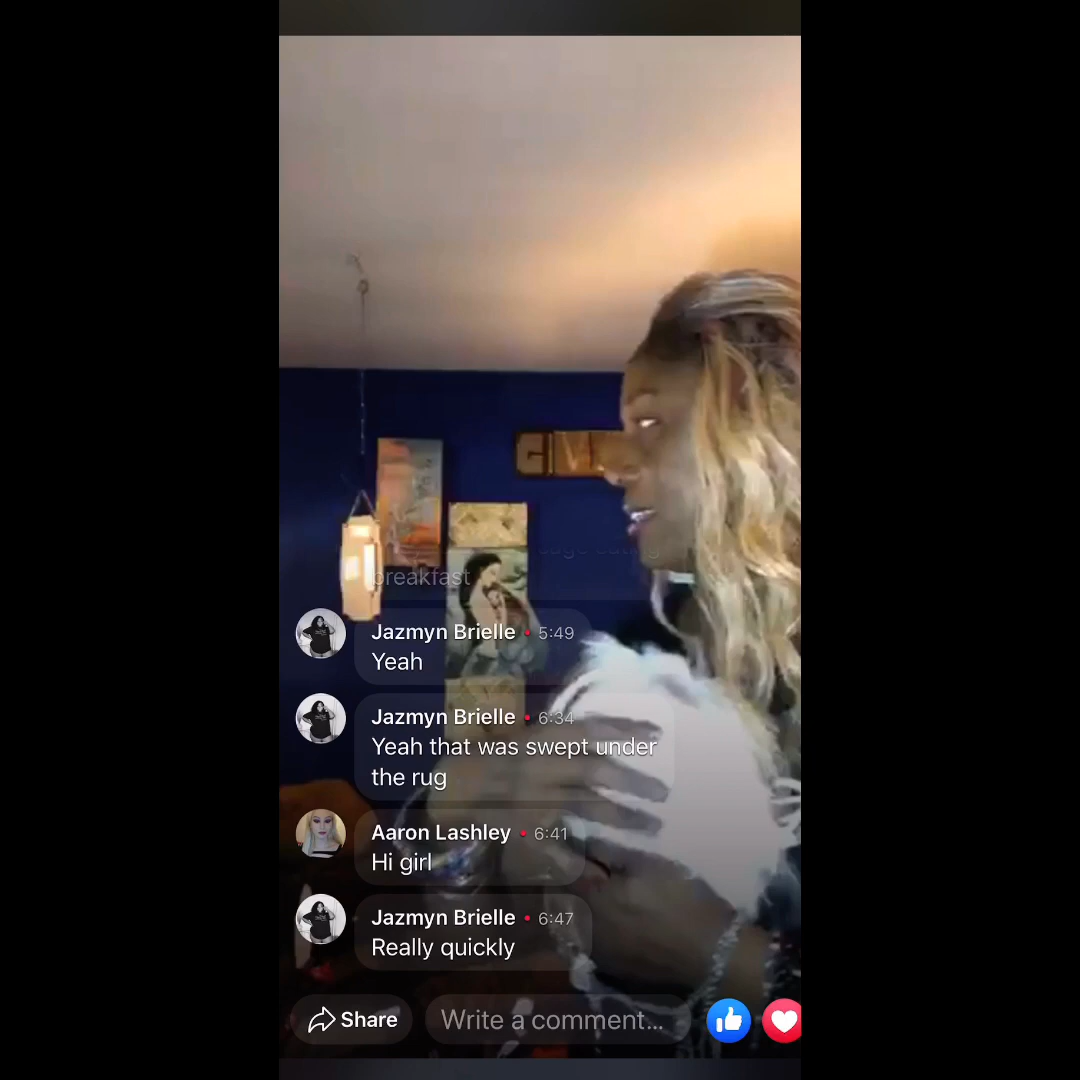 GIV
breakfast
Jazmyn Brielle • 5:49
Yeah
Jazmyn Brielle • 6:34
Yeah that was swept under
the rug
Aaron Lashley • 6:41
Hi girl
Jazmyn Brielle • 6:47
Really quickly
Share
Write a comment...